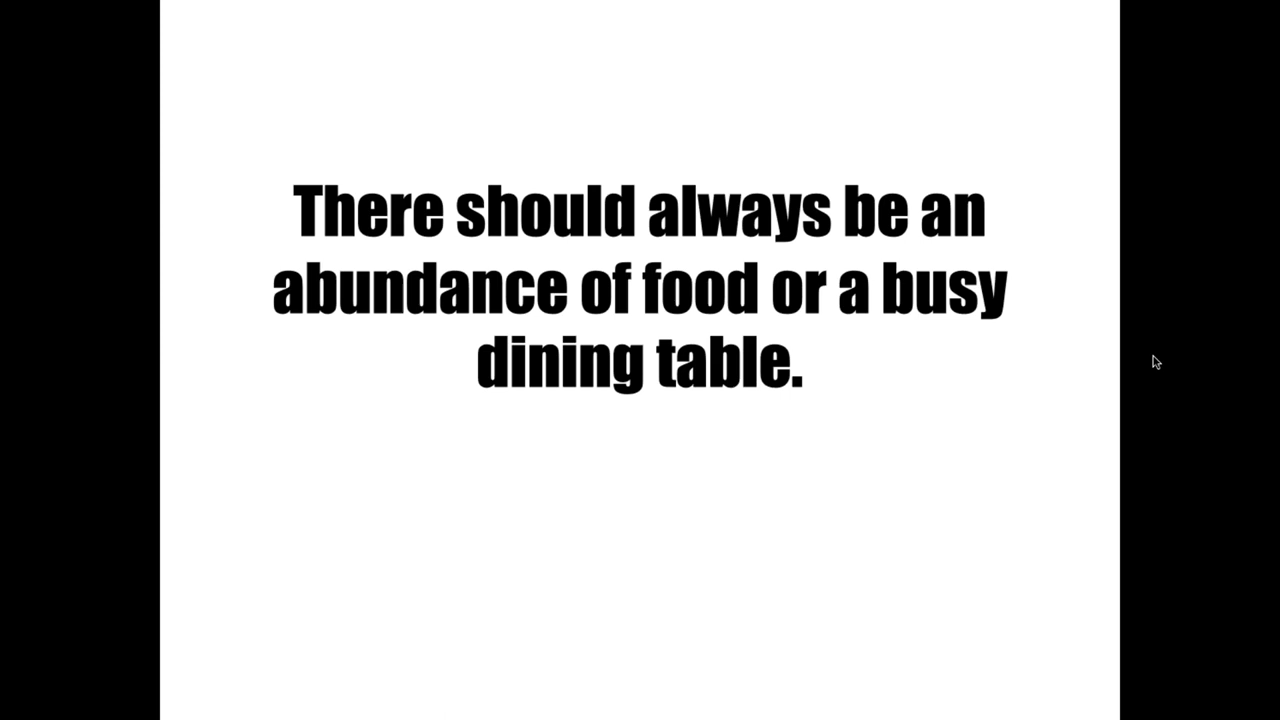 There should always be an
abundance of food or a busy
dining table.